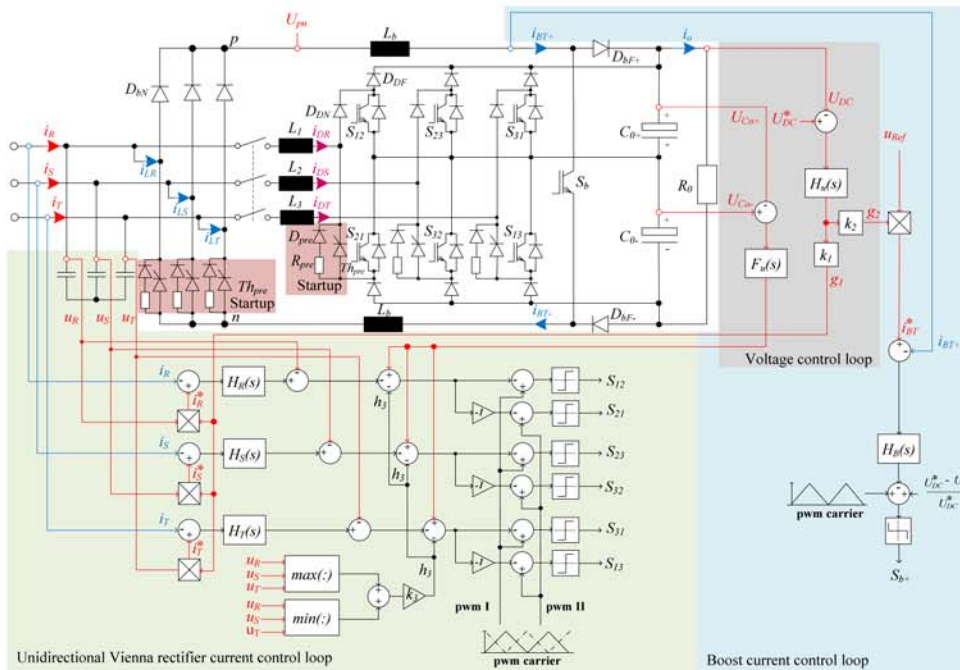 U_pn
L_b
i_BT+
D_bF+
i_o
p
D_bN
D_DF
D_DN
S_12
S_23
S_31
U_DC
U*_DC
U_Co+
C_0+
u_Ref
i_R
L_1
i_DR
i_S
L_2
i_DS
i_T
L_3
i_DT
i_LR
i_LS
i_LT
S_b
R_0
H_u(s)
U_Co-
g_2
k_2
k_1
g_1
F_u(s)
C_0-
D_pre
S_21
S_32
S_13
R_pre
Th_pre
Startup
Th_pre
Startup
n
L_b
i_BT-
D_bF-
u_R
u_S
u_T
Voltage control loop
i*_BT
i_BT+
i_R
H_R(s)
i*_R
h_3
-1
S_12
S_21
i_S
H_S(s)
i*_S
h_3
-1
S_23
S_32
H_B(s)
U*_DC - U
U*_DC
pwm carrier
i_T
H_T(s)
i*_T
h_3
-1
S_31
S_13
S_b+
u_R
u_S
u_T
max(:)
k_3
u_R
u_S
u_T
min(:)
pwm I
pwm II
pwm carrier
Unidirectional Vienna rectifier current control loop
Boost current control loop